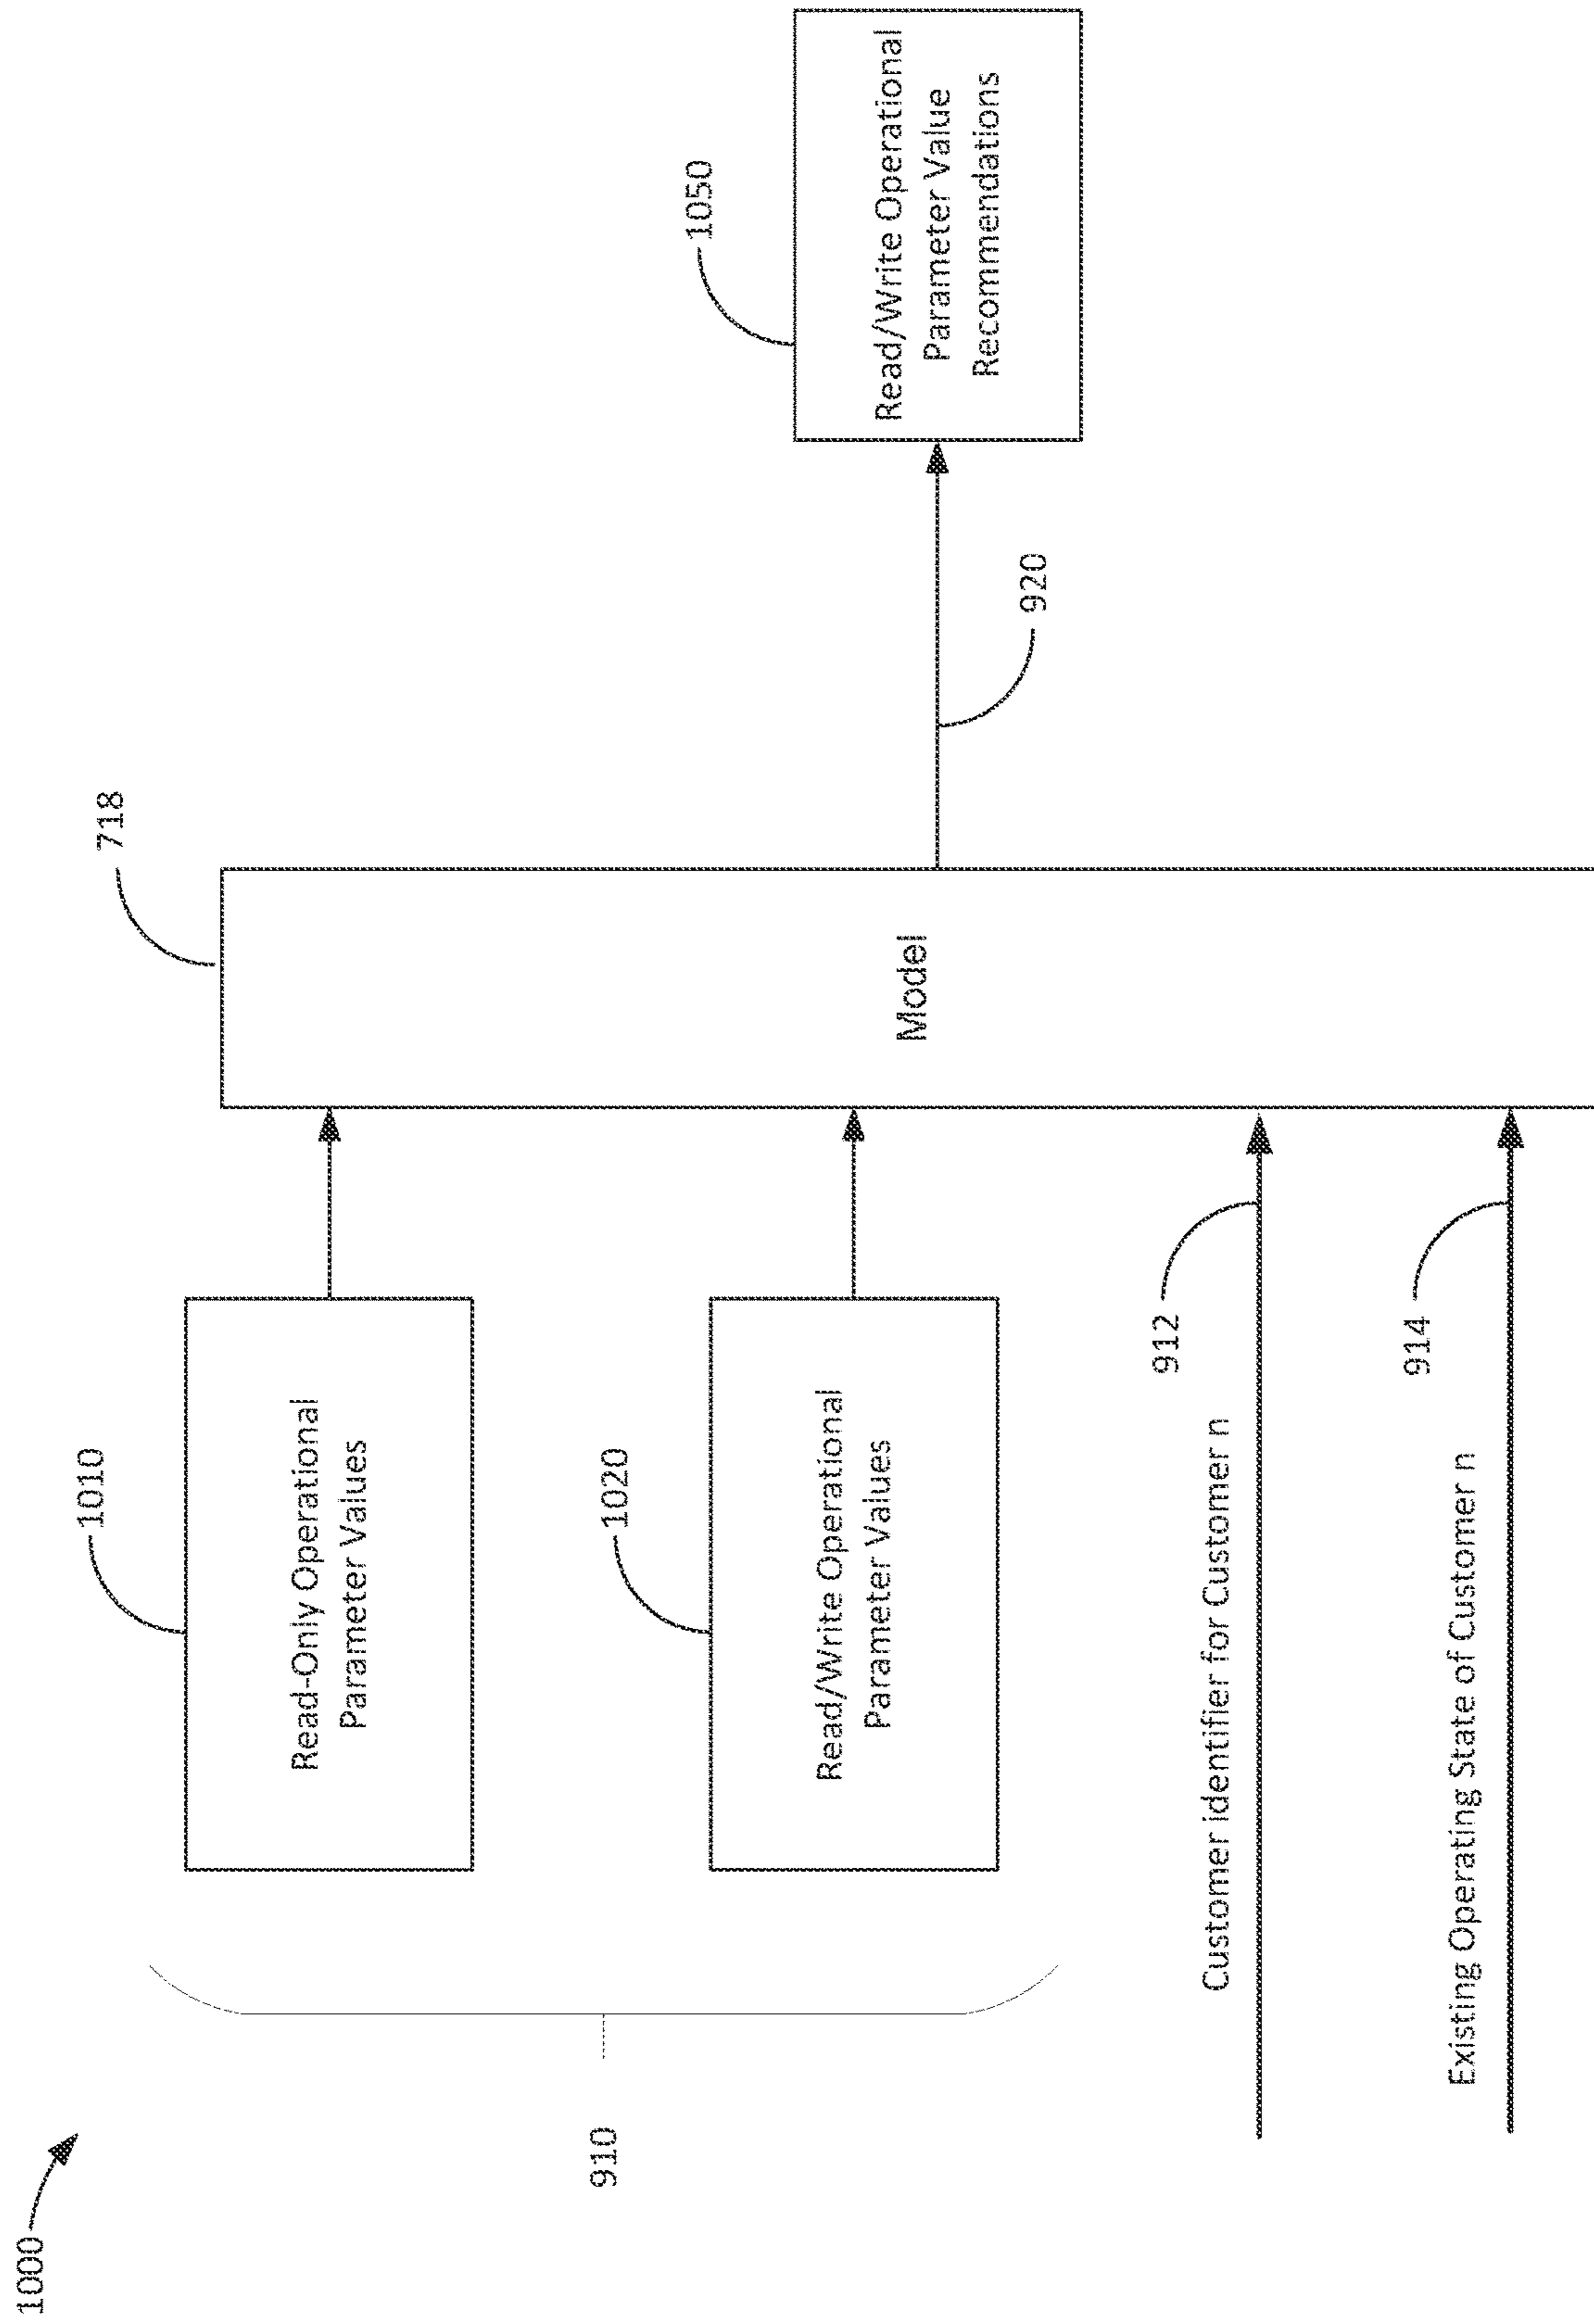 1000
910
1010
Read-Only Operational
Parameter Values
1020
Read/Write Operational
Parameter Values
Customer identifier for Customer n
912
Existing Operating State of Customer n
914
718
Model
920
1050
Read/Write Operational
Parameter Value
Recommendations